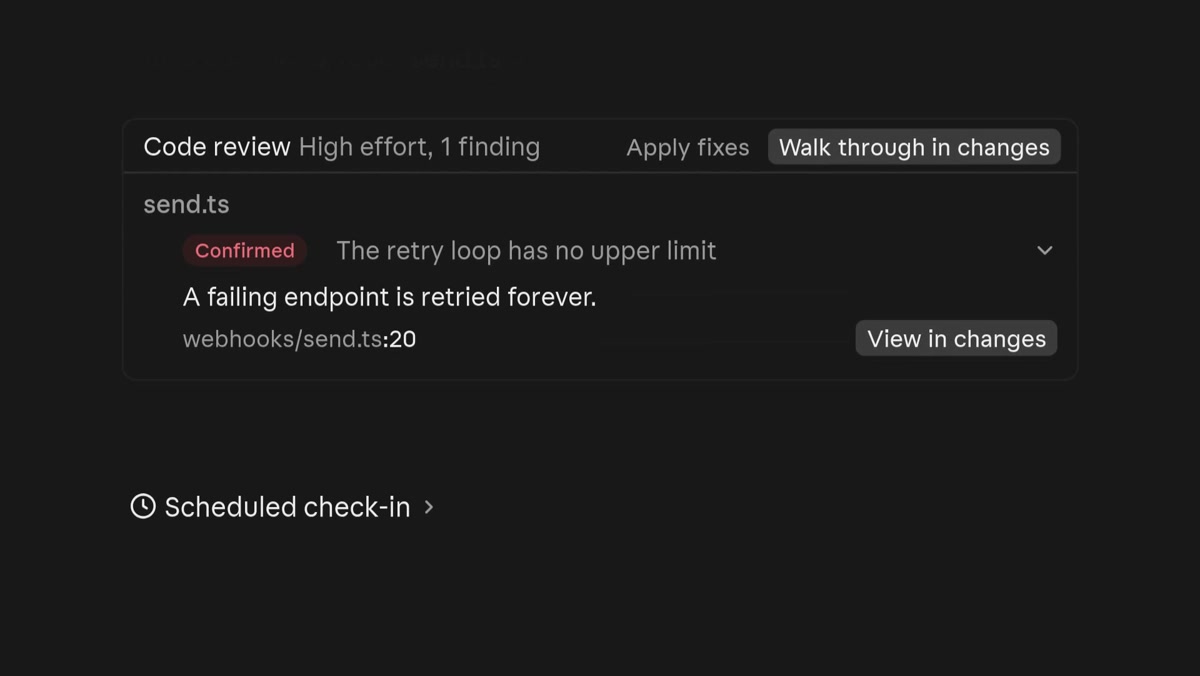 Code review High effort, 1 finding Apply fixes Walk through in changes
send.ts
Confirmed The retry loop has no upper limit
A failing endpoint is retried forever.
webhooks/send.ts:20 View in changes
Scheduled check-in